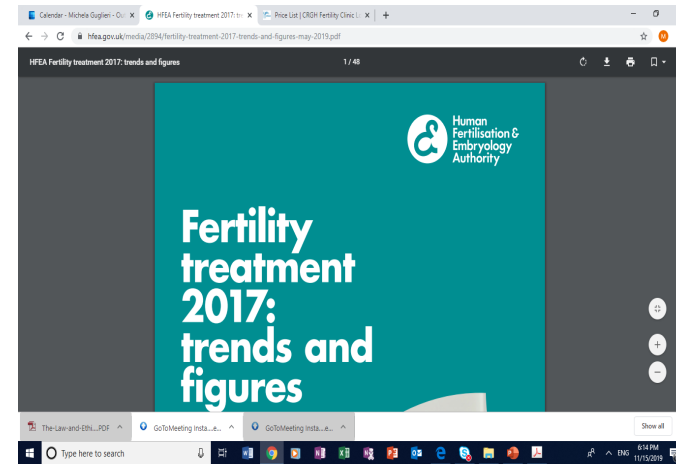 Calendar - Michela Guglieri - Out
HFEA Fertility treatment 2017: tre
Price List | CRGH Fertility Clinic Lo
hfea.gov.uk/media/2894/fertility-treatment-2017-trends-and-figures-may-2019.pdf
M
HFEA Fertility treatment 2017: trends and figures
1 / 48
Human
Fertilisation &
Embryology
Authority
Fertility
treatment
2017:
trends and
figures
The-Law-and-Ethi....PDF
GoToMeeting Insta....e...
GoToMeeting Insta....e...
Show all
Type here to search
ENG
6:14 PM
11/15/2019